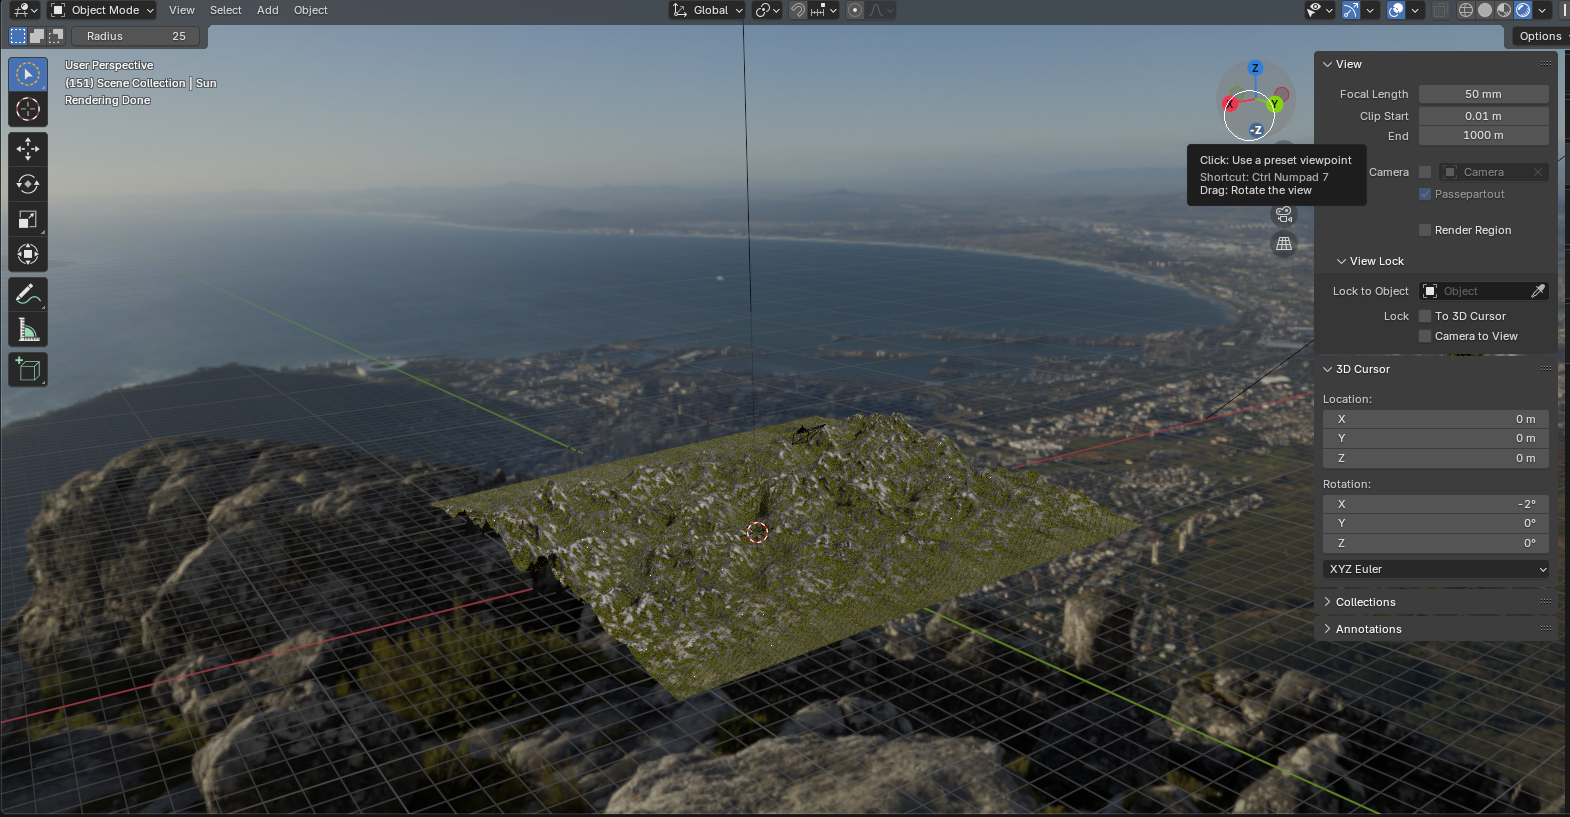 Object Mode
View
Select
Add
Object
Global
Radius
25
Options
User Perspective
(151) Scene Collection | Sun
Rendering Done
Z
X
Y
-Z
Click: Use a preset viewpoint
Shortcut: Ctrl Numpad 7
Drag: Rotate the view
View
Focal Length
50 mm
Clip Start
0.01 m
End
1000 m
Camera
Camera
Passepartout
Render Region
View Lock
Lock to Object
Object
Lock
To 3D Cursor
Camera to View
3D Cursor
Location:
X
0 m
Y
0 m
Z
0 m
Rotation:
X
-2°
Y
0°
Z
0°
XYZ Euler
Collections
Annotations